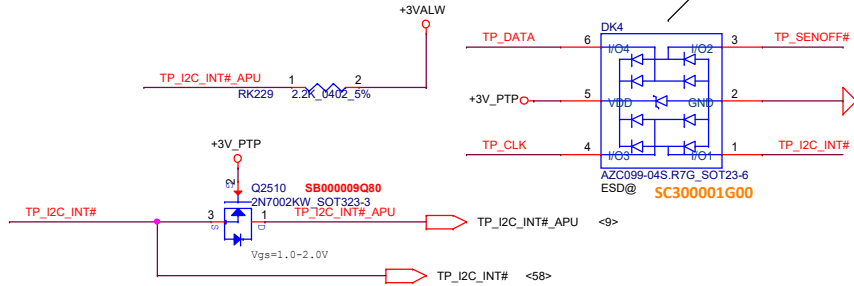 +3VALW
TP_I2C_INT#_APU
1
2
RK229
2.2K_0402_5%
DK4
TP_DATA
6
I/O4
I/O2
3
TP_SENOFF#
+3V_PTP
5
VDD
GND
2
TP_CLK
4
I/O3
I/O1
1
TP_I2C_INT#
AZC099-04S.R7G_SOT23-6
ESD@
SC300001G00
+3V_PTP
2
G
Q2510
SB000009Q80
2N7002KW_SOT323-3
TP_I2C_INT#
3
S
1
D
TP_I2C_INT#_APU
TP_I2C_INT#_APU
<9>
Vgs=1.0-2.0V
TP_I2C_INT#
<58>